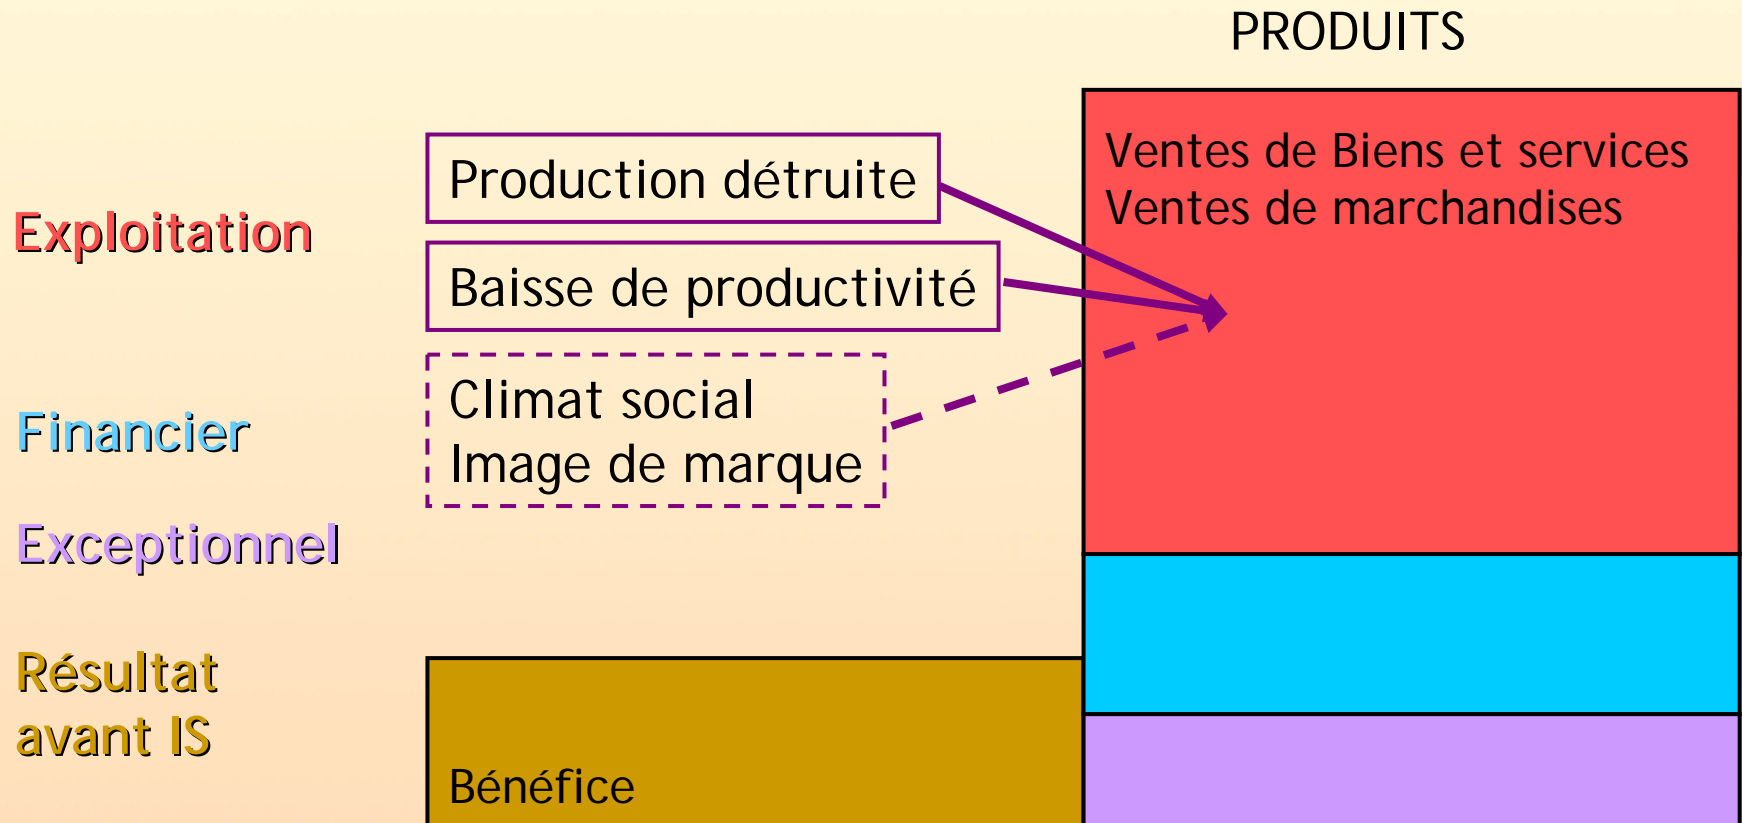 PRODUITS
Exploitation
Financier
Exceptionnel
Résultat
avant IS
Production détruite
Baisse de productivité
Climat social
Image de marque
Bénéfice
Ventes de Biens et services
Ventes de marchandises